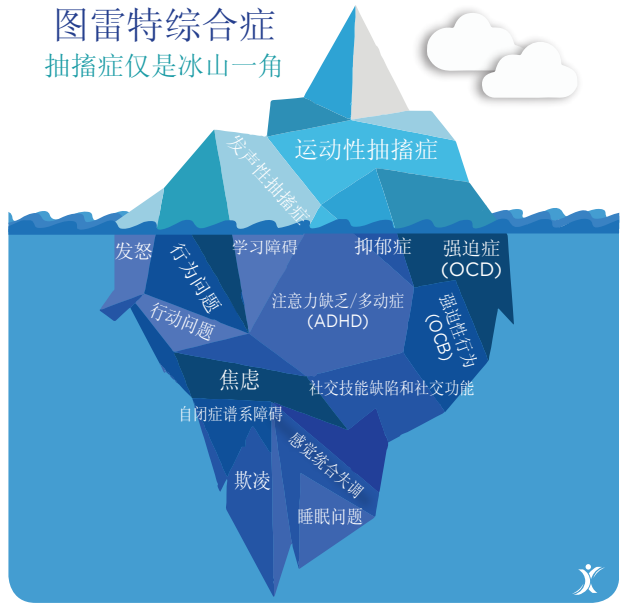 图雷特综合症
抽搐症仅是冰山一角
发声性抽搐症
运动性抽搐症
发怒
行为问题
学习障碍
抑郁症
强迫症
(OCD)
行动问题
注意力缺乏/多动症
(ADHD)
强迫性行为
(OCB)
焦虑
社交技能缺陷和社交功能
自闭症谱系障碍
感觉统合失调
欺凌
睡眠问题